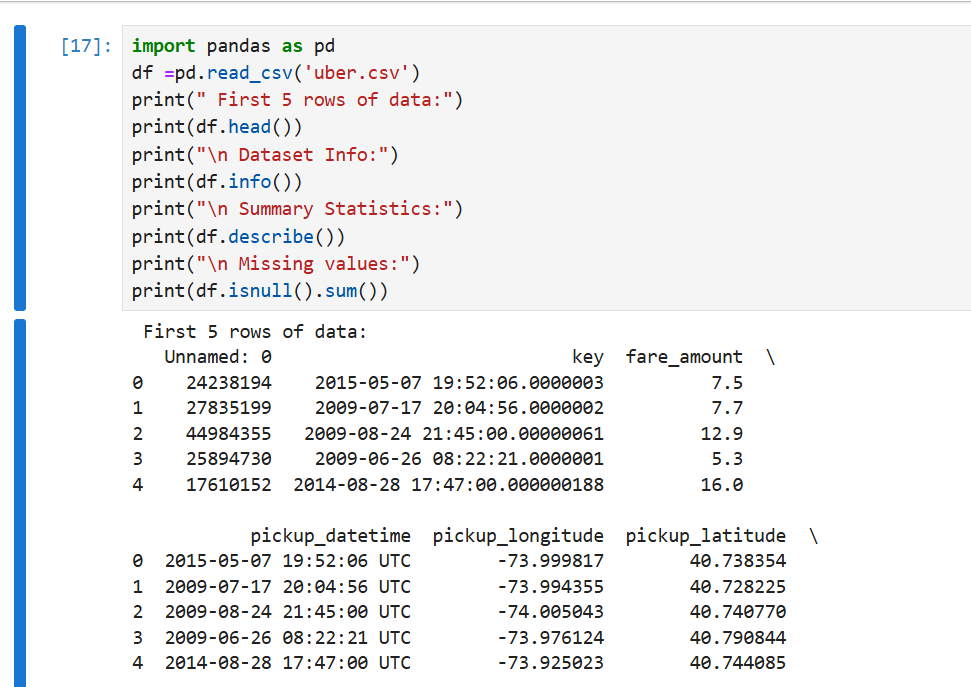 [17]: import pandas as pd
df =pd.read_csv('uber.csv')
print(" First 5 rows of data:")
print(df.head())
print("\n Dataset Info:")
print(df.info())
print("\n Summary Statistics:")
print(df.describe())
print("\n Missing values:")
print(df.isnull().sum())
 First 5 rows of data:
   Unnamed: 0                            key  fare_amount  \
0    24238194    2015-05-07 19:52:06.0000003          7.5
1    27835199    2009-07-17 20:04:56.0000002          7.7
2    44984355   2009-08-24 21:45:00.00000061         12.9
3    25894730    2009-06-26 08:22:21.0000001          5.3
4    17610152  2014-08-28 17:47:00.000000188         16.0
           pickup_datetime  pickup_longitude  pickup_latitude  \
0  2015-05-07 19:52:06 UTC        -73.999817        40.738354
1  2009-07-17 20:04:56 UTC        -73.994355        40.728225
2  2009-08-24 21:45:00 UTC        -74.005043        40.740770
3  2009-06-26 08:22:21 UTC        -73.976124        40.790844
4  2014-08-28 17:47:00 UTC        -73.925023        40.744085